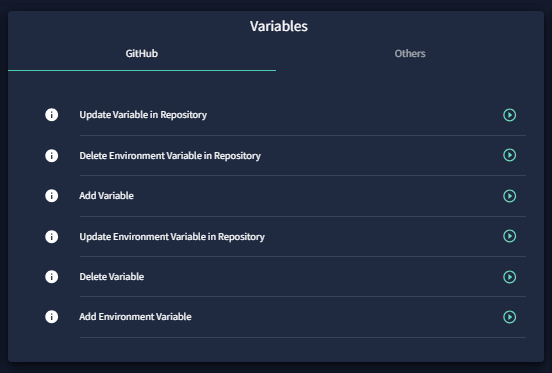 Variables
GitHub
Others
Update Variable in Repository
Delete Environment Variable in Repository
Add Variable
Update Environment Variable in Repository
Delete Variable
Add Environment Variable